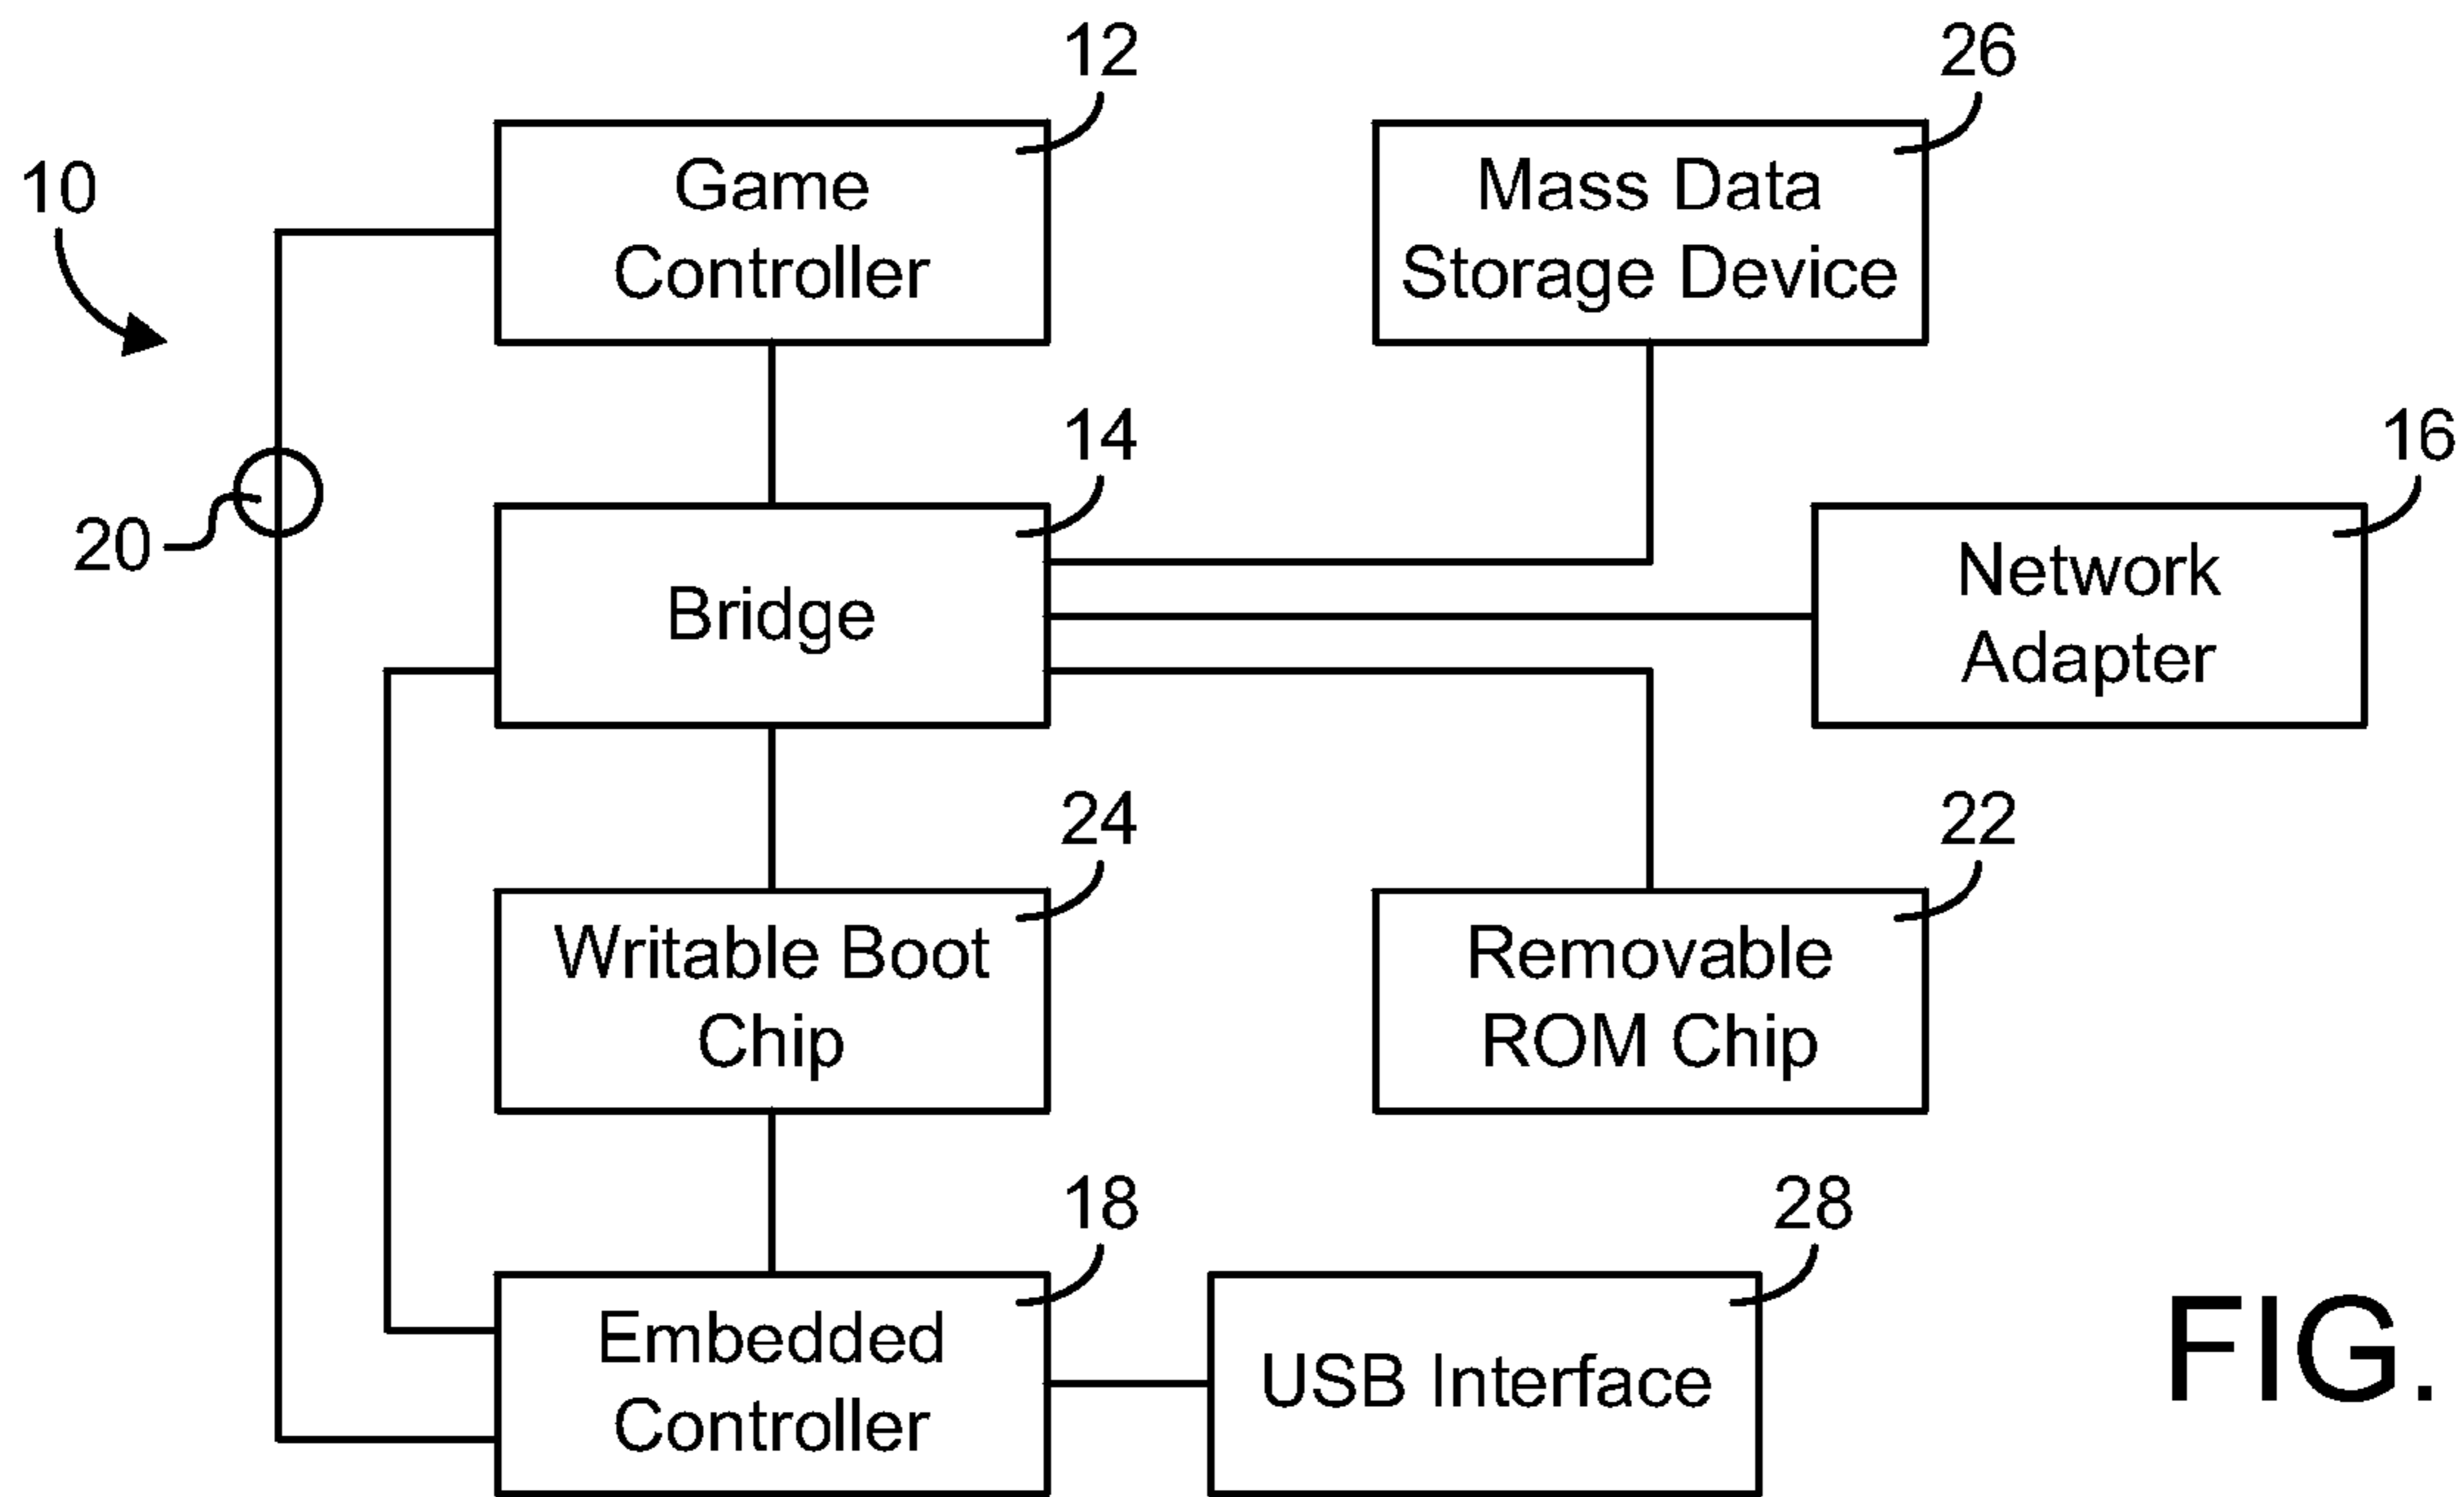 12
26
10
Game
Controller
Mass Data
Storage Device
14
16
20
Bridge
Network
Adapter
24
22
Writable Boot
Chip
Removable
ROM Chip
18
28
Embedded
Controller
USB Interface
FIG.